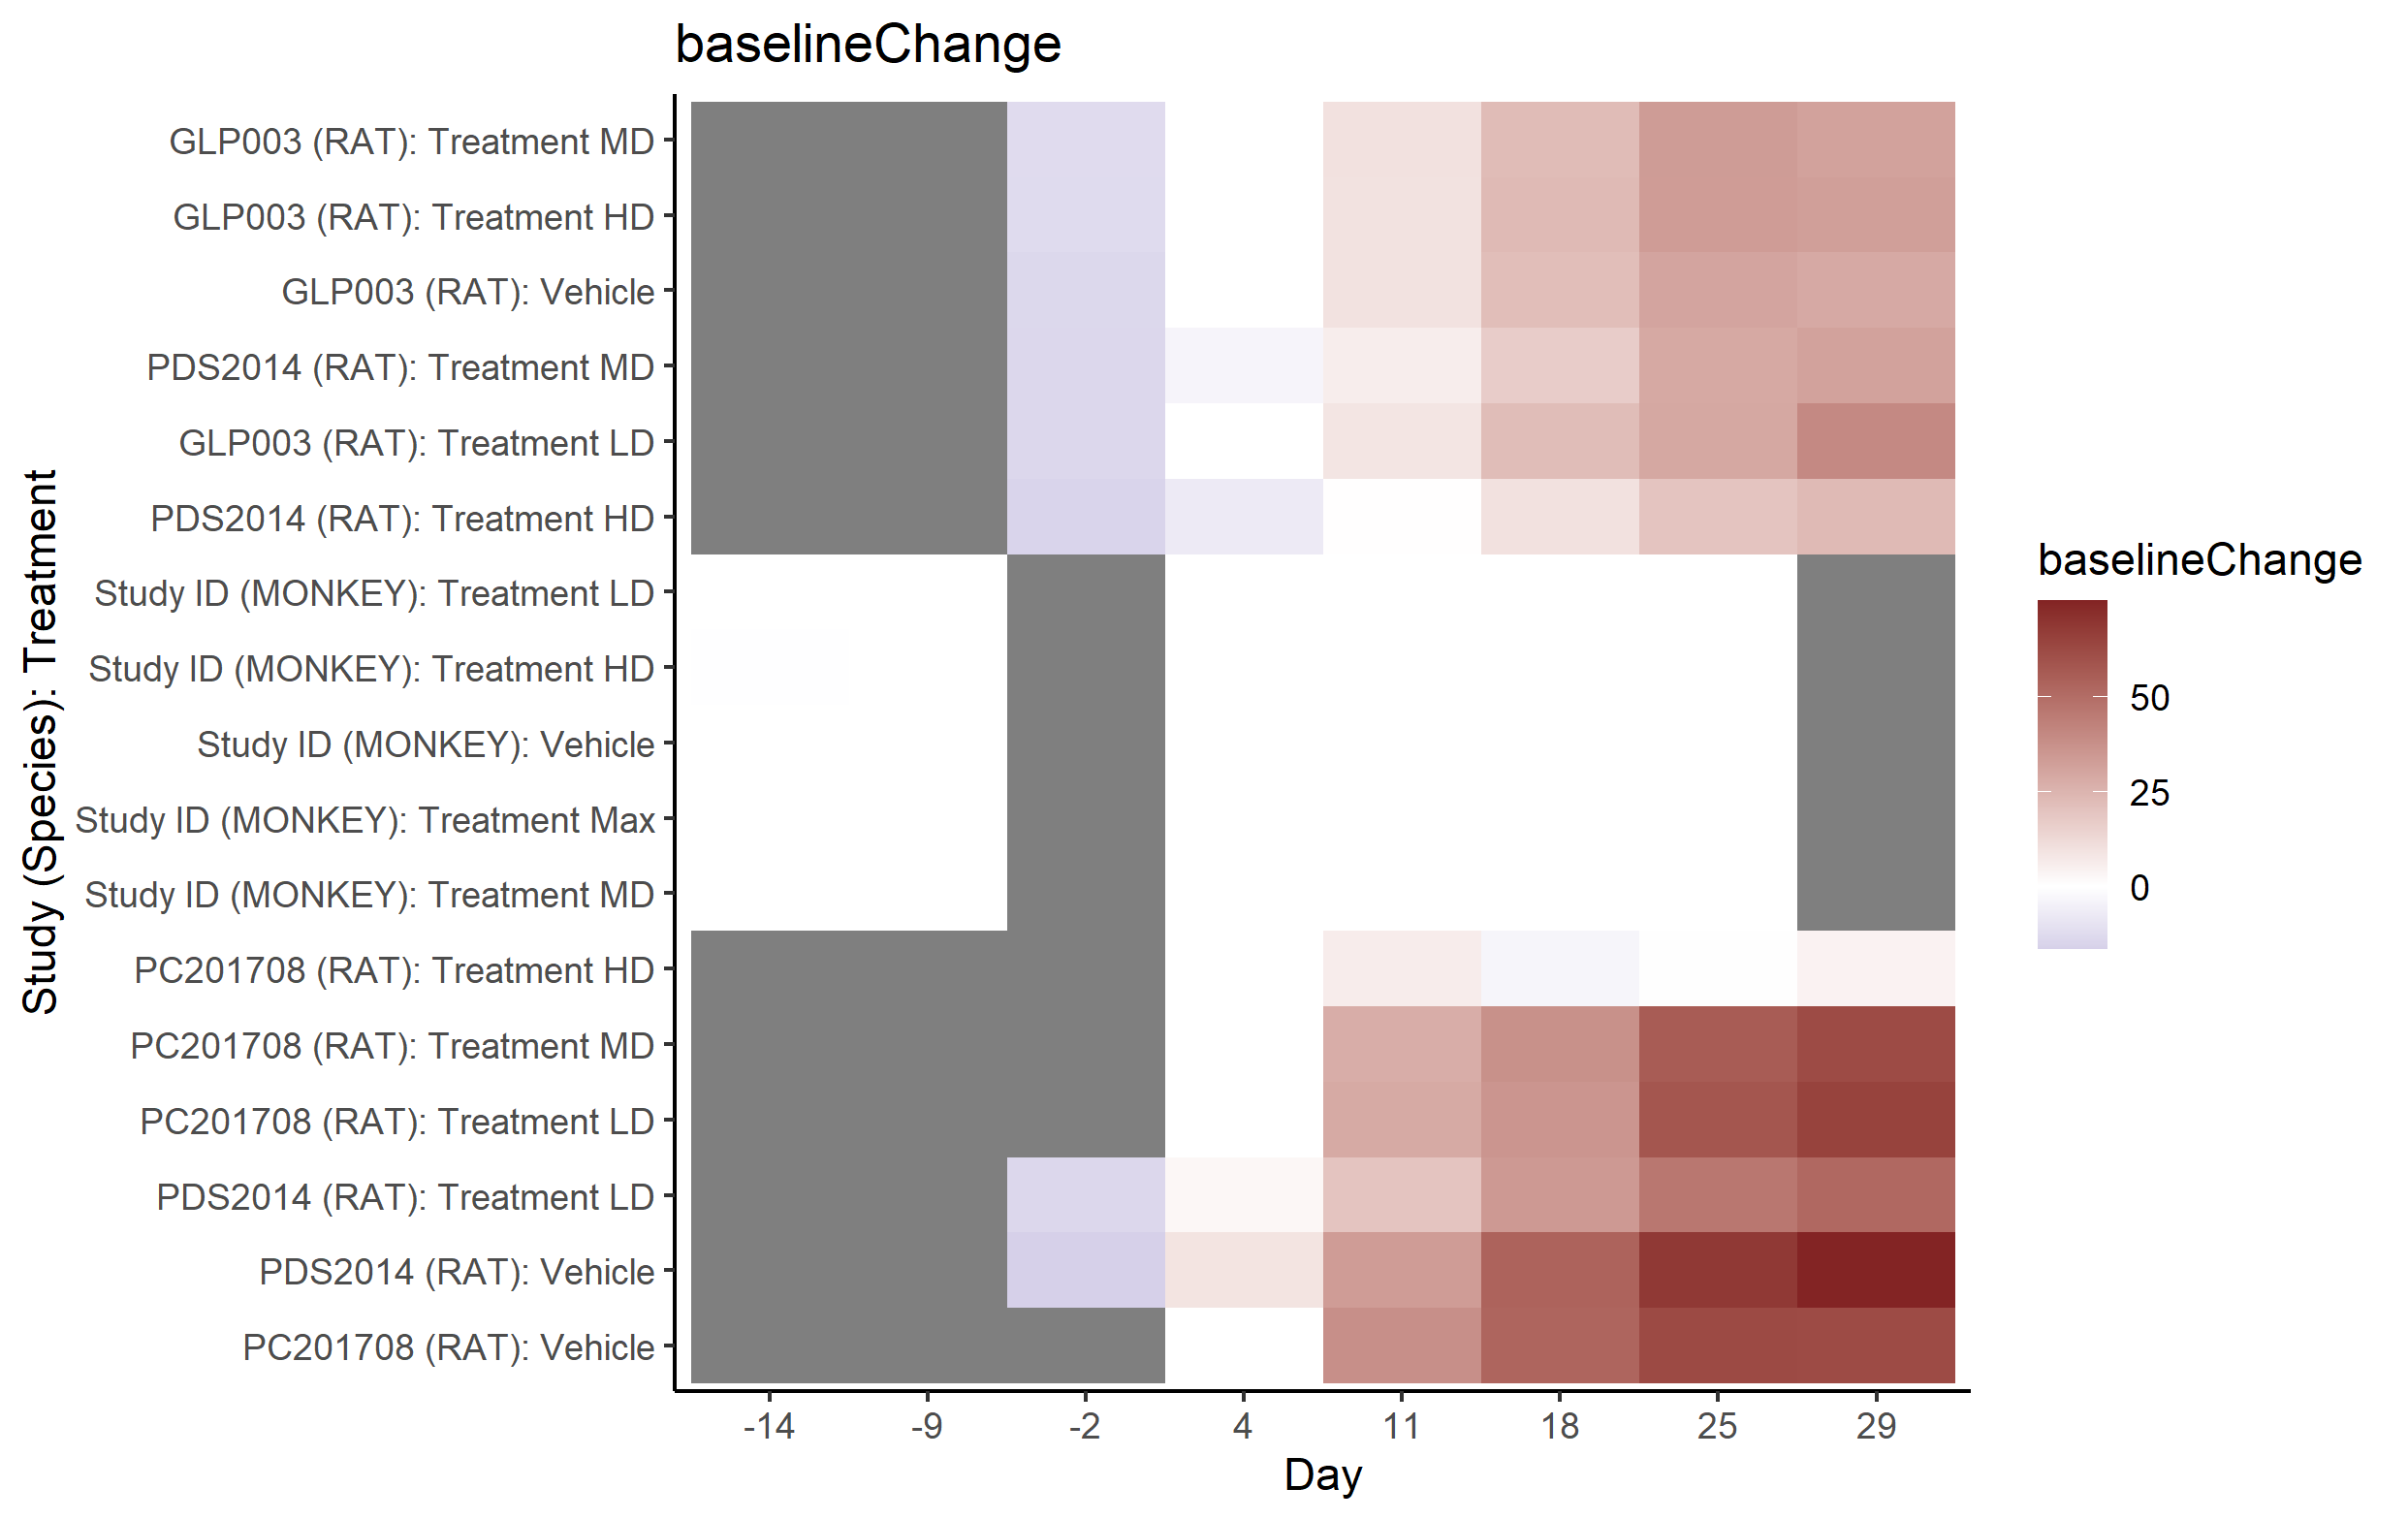 baselineChange
Study (Species): Treatment
GLP003 (RAT): Treatment MD
GLP003 (RAT): Treatment HD
GLP003 (RAT): Vehicle
PDS2014 (RAT): Treatment MD
GLP003 (RAT): Treatment LD
PDS2014 (RAT): Treatment HD
Study ID (MONKEY): Treatment LD
Study ID (MONKEY): Treatment HD
Study ID (MONKEY): Vehicle
Study ID (MONKEY): Treatment Max
Study ID (MONKEY): Treatment MD
PC201708 (RAT): Treatment HD
PC201708 (RAT): Treatment MD
PC201708 (RAT): Treatment LD
PDS2014 (RAT): Treatment LD
PDS2014 (RAT): Vehicle
PC201708 (RAT): Vehicle
-14 -9 -2 4 11 18 25 29
Day
baselineChange
50
25
0